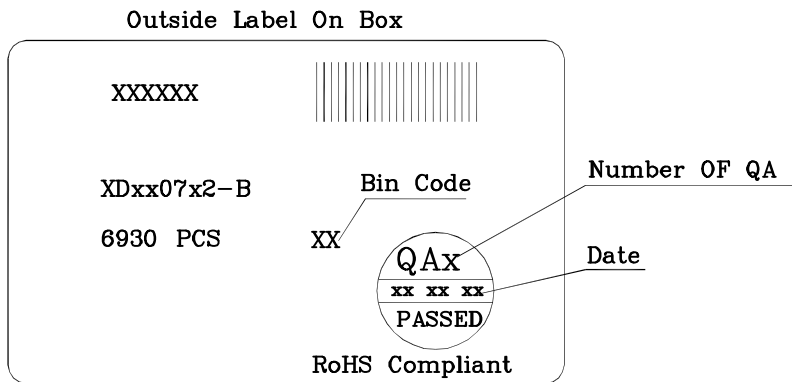 Outside Label On Box
XXXXXX
XDxx07x2-B
Bin Code
Number OF QA
6930 PCS
XX
QAx
Date
xx xx xx
PASSED
RoHS Compliant